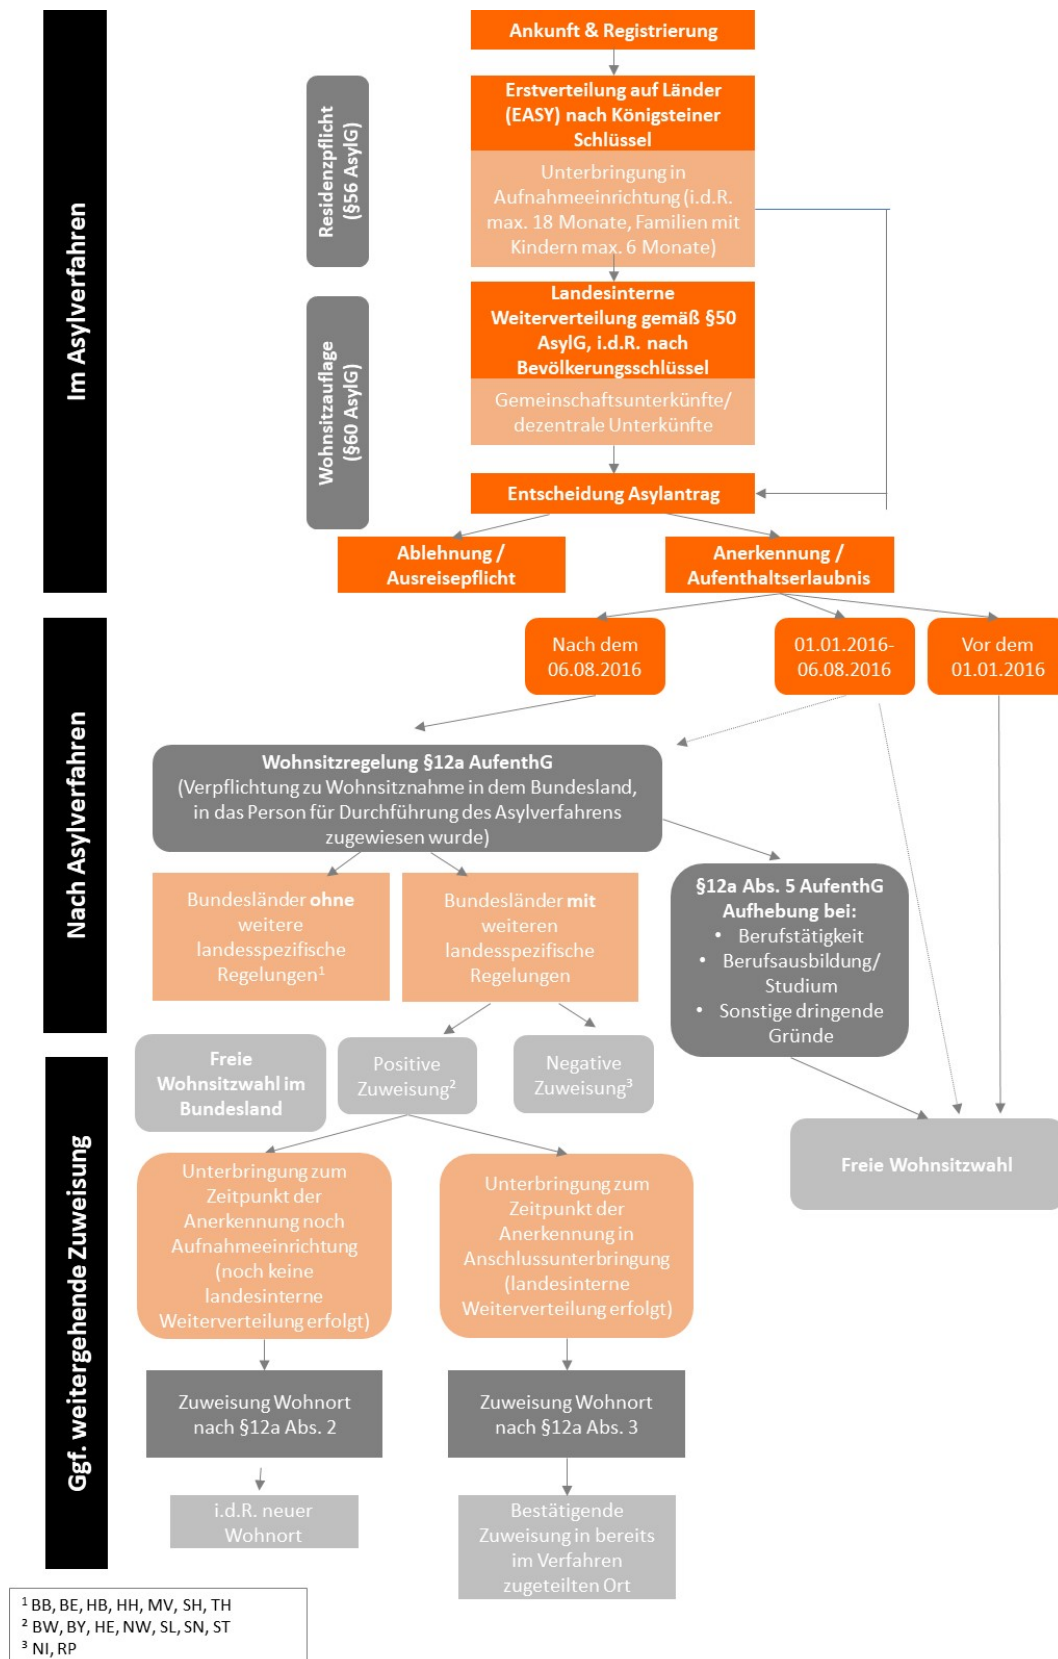 Im Asylverfahren
Ankunft & Registrierung
Residenzpflicht
(§56 AsylG)
Erstverteilung auf Länder
(EASY) nach Königsteiner
Schlüssel
Unterbringung in
Aufnahmeeinrichtung (i.d.R.
max. 18 Monate, Familien mit
Kindern max. 6 Monate)
Wohnsitzauflage
(§60 AsylG)
Landesinterne
Weiterverteilung gemäß §50
AsylG, i.d.R. nach
Bevölkerungsschlüssel
Gemeinschaftsunterkünfte/
dezentrale Unterkünfte
Entscheidung Asylantrag
Ablehnung /
Ausreisepflicht
Anerkennung /
Aufenthaltserlaubnis
Nach Asylverfahren
Nach dem
06.08.2016
01.01.2016-
06.08.2016
Vor dem
01.01.2016
Wohnsitzregelung §12a AufenthG
(Verpflichtung zu Wohnsitznahme in dem Bundesland,
in das Person für Durchführung des Asylverfahrens
zugewiesen wurde)
Bundesländer ohne
weitere
landesspezifische
Regelungen¹
Bundesländer mit
weiteren
landesspezifische
Regelungen
§12a Abs. 5 AufenthG
Aufhebung bei:
• Berufstätigkeit
• Berufsausbildung/
Studium
• Sonstige dringende
Gründe
Ggf. weitergehende Zuweisung
Freie
Wohnsitzwahl im
Bundesland
Positive
Zuweisung²
Negative
Zuweisung³
Freie Wohnsitzwahl
Unterbringung zum
Zeitpunkt der
Anerkennung noch
Aufnahmeeinrichtung
(noch keine
landesinterne
Weiterverteilung erfolgt)
Unterbringung zum
Zeitpunkt der
Anerkennung in
Anschlussunterbringung
(landesinterne
Weiterverteilung erfolgt)
Zuweisung Wohnort
nach §12a Abs. 2
Zuweisung Wohnort
nach §12a Abs. 3
i.d.R. neuer
Wohnort
Bestätigende
Zuweisung in bereits
im Verfahren
zugeteilten Ort
¹ BB, BE, HB, HH, MV, SH, TH
² BW, BY, HE, NW, SL, SN, ST
³ NI, RP